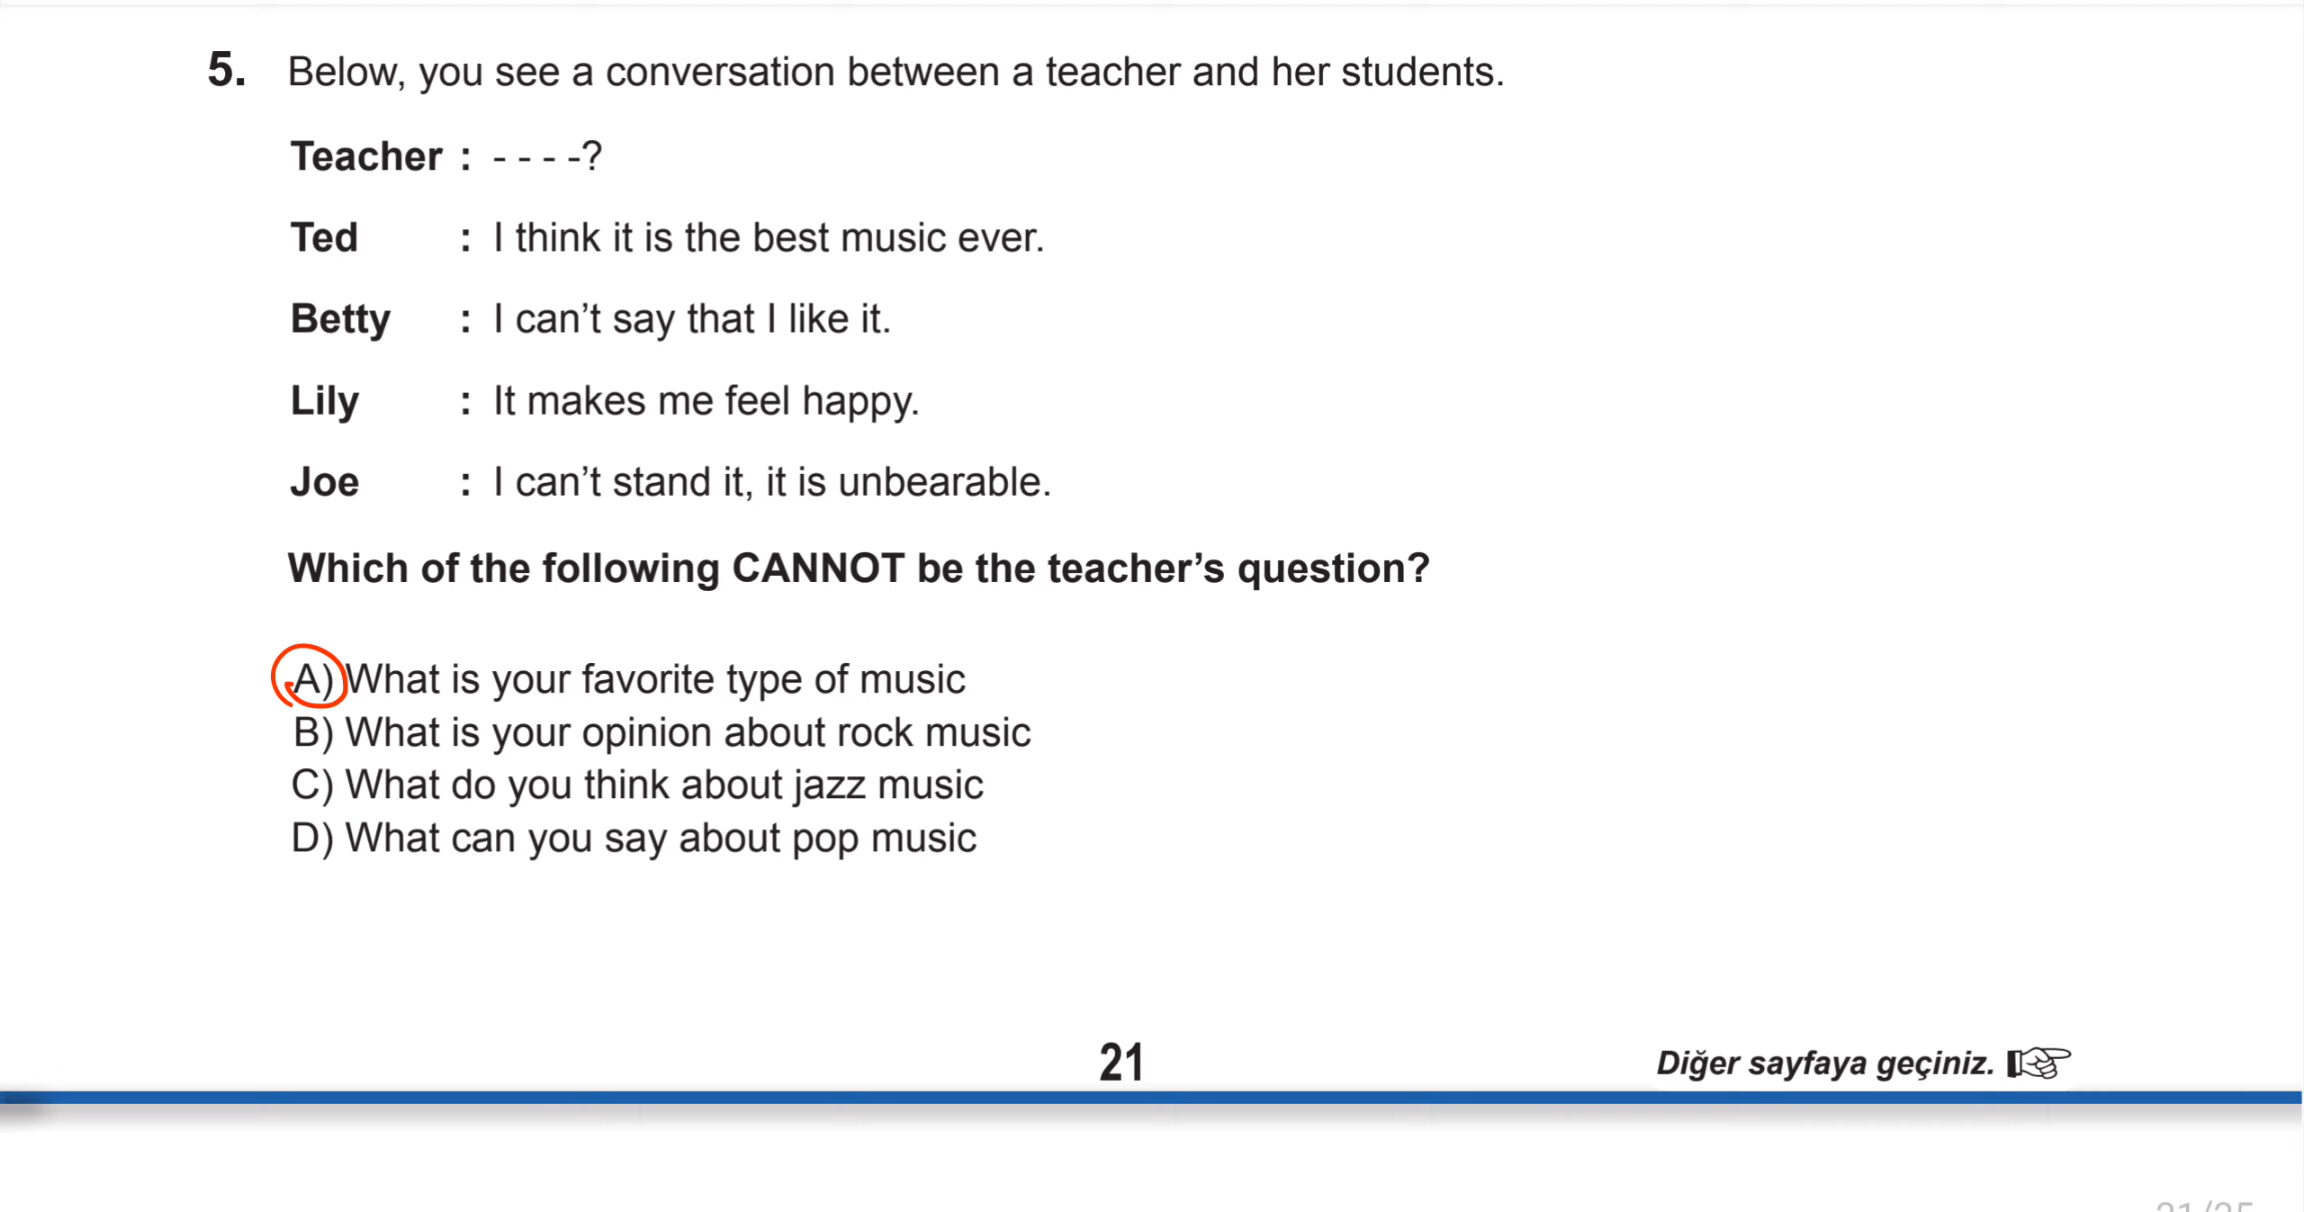 5. Below, you see a conversation between a teacher and her students.
Teacher : - - - -?
Ted : I think it is the best music ever.
Betty : I can’t say that I like it.
Lily : It makes me feel happy.
Joe : I can’t stand it, it is unbearable.
Which of the following CANNOT be the teacher’s question?
A) What is your favorite type of music
B) What is your opinion about rock music
C) What do you think about jazz music
D) What can you say about pop music
21
Diğer sayfaya geçiniz.